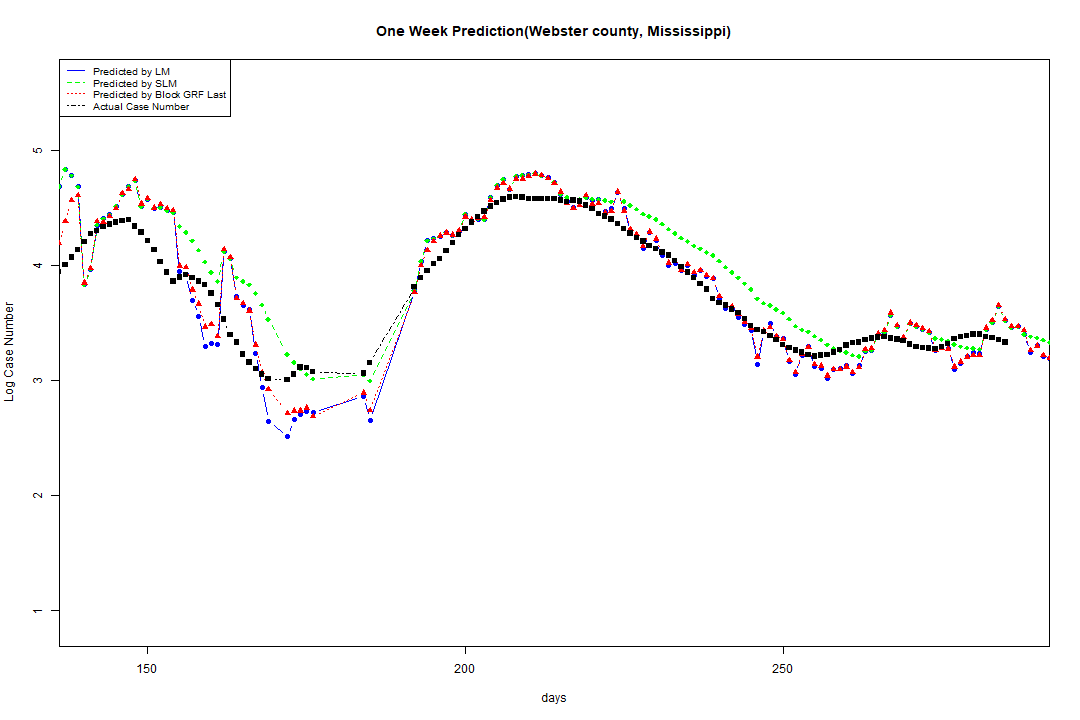 One Week Prediction(Webster county, Mississippi)
Predicted by LM
Predicted by SLM
Predicted by Block GRF Last
Actual Case Number
5
4
3
2
1
Log Case Number
150 200 250
days